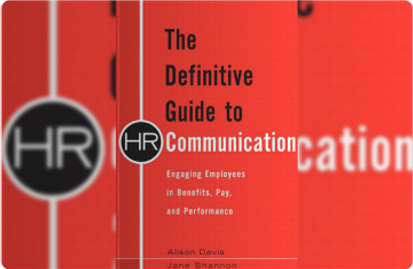 The
Definitive
Guide to
HR Communication
Engaging Employees
in Benefits, Pay,
and Performance
Alison Davis
Jane Shannon
HR
cation